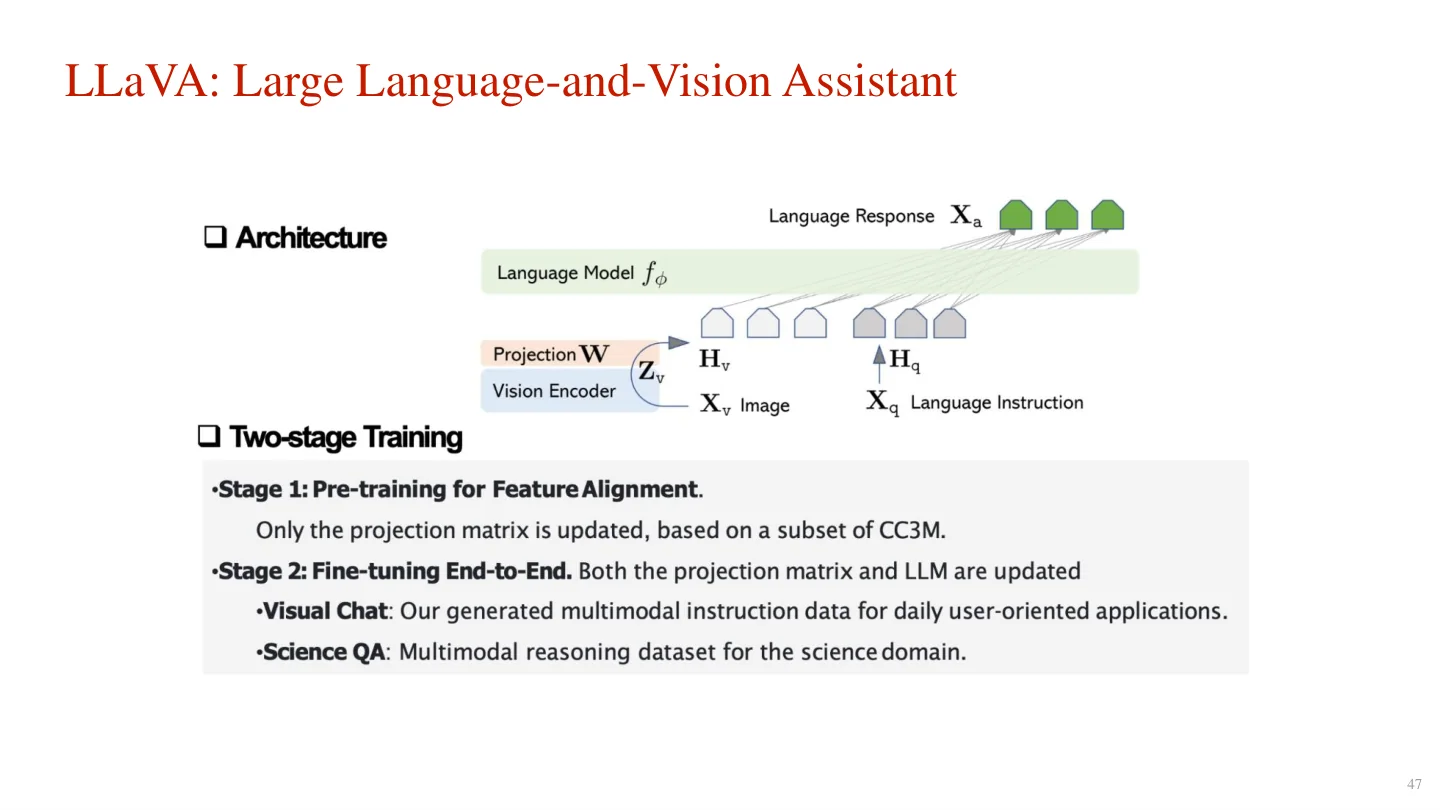 LLaVA: Large Language-and-Vision Assistant
❑ Architecture
Language Response Xa
Language Model fϕ
Projection W
Zv
Vision Encoder
Hv
Hq
Xv Image
Xq Language Instruction
❑ Two-stage Training
•Stage 1: Pre-training for Feature Alignment.
Only the projection matrix is updated, based on a subset of CC3M.
•Stage 2: Fine-tuning End-to-End. Both the projection matrix and LLM are updated
•Visual Chat: Our generated multimodal instruction data for daily user-oriented applications.
•Science QA: Multimodal reasoning dataset for the science domain.
47